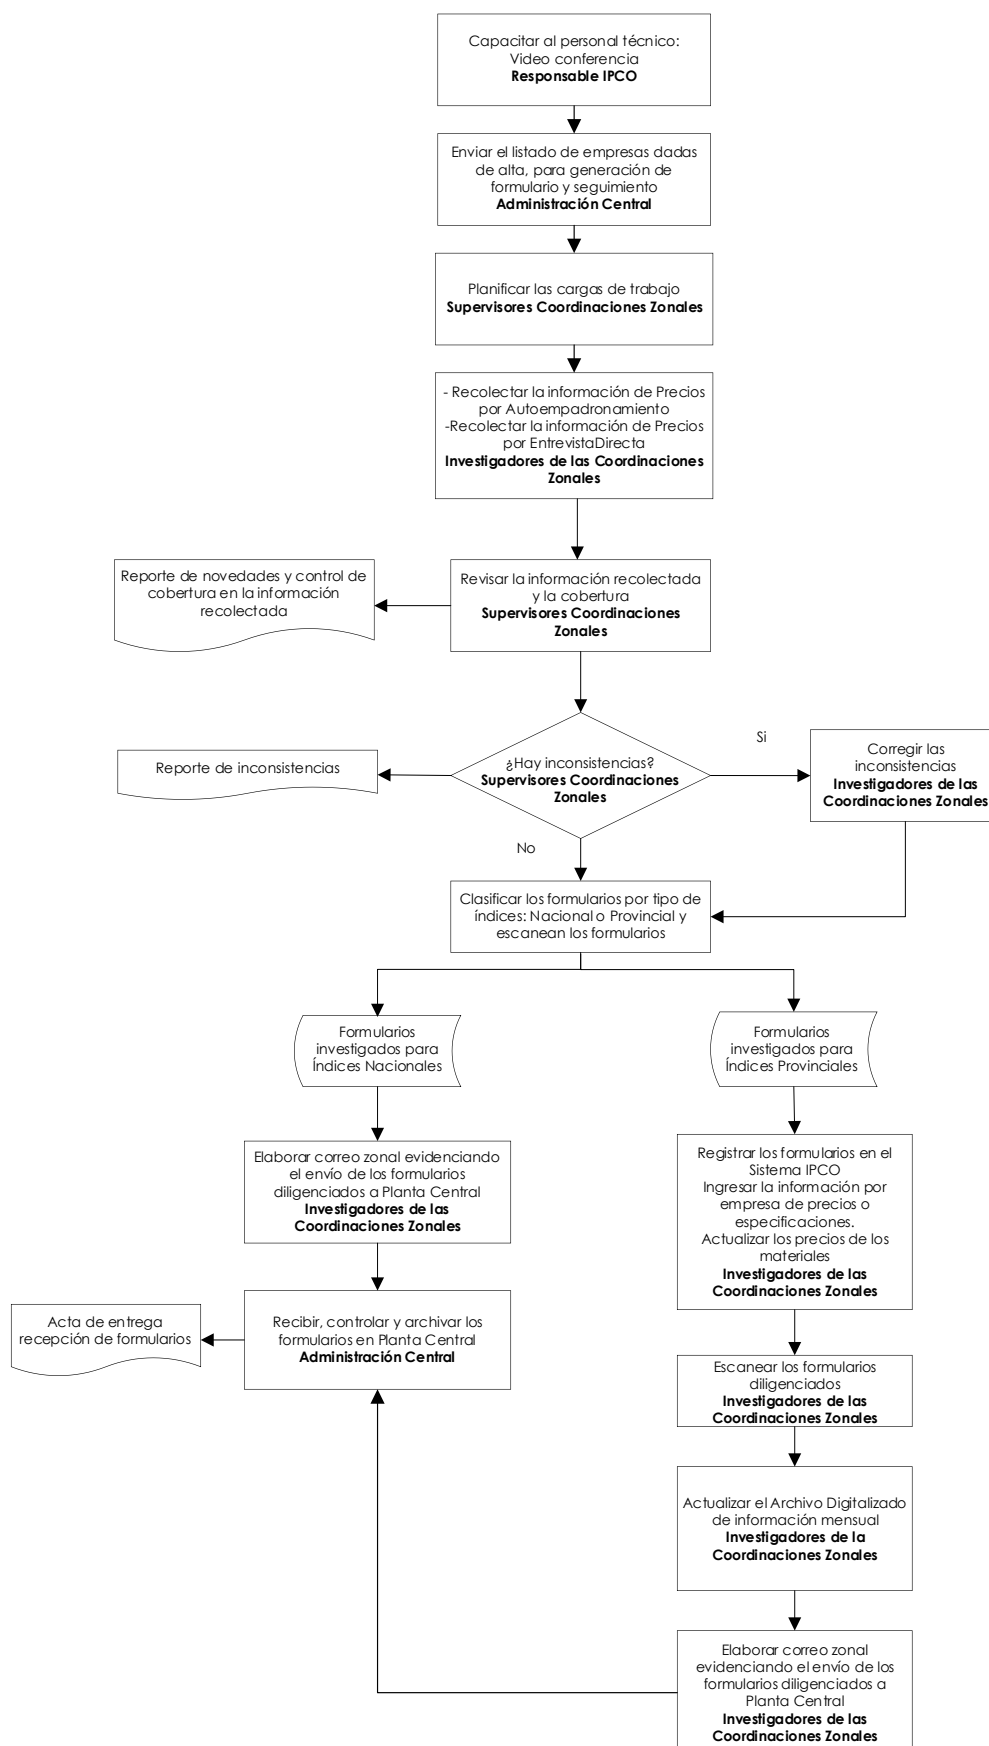 Capacitar al personal técnico:
Video conferencia
Responsable IPCO
Enviar el listado de empresas dadas
de alta, para generación de
formulario y seguimiento
Administración Central
Planificar las cargas de trabajo
Supervisores Coordinaciones Zonales
- Recolectar la información de Precios
por Autoempadronamiento
-Recolectar la información de Precios
por EntrevistaDirecta
Investigadores de las Coordinaciones
Zonales
Reporte de novedades y control de
cobertura en la información
recolectada
Revisar la información recolectada
y la cobertura
Supervisores Coordinaciones
Zonales
Reporte de inconsistencias
¿Hay inconsistencias?
Supervisores Coordinaciones
Zonales
Si
Corregir las
inconsistencias
Investigadores de las
Coordinaciones Zonales
No
Clasificar los formularios por tipo de
índices: Nacional o Provincial y
escanean los formularios
Formularios
investigados para
Índices Nacionales
Formularios
investigados para
Índices Provinciales
Elaborar correo zonal evidenciando
el envío de los formularios
diligenciados a Planta Central
Investigadores de las
Coordinaciones Zonales
Registrar los formularios en el
Sistema IPCO
Ingresar la información por
empresa de precios o
especificaciones.
Actualizar los precios de los
materiales
Investigadores de las
Coordinaciones Zonales
Acta de entrega
recepción de formularios
Recibir, controlar y archivar los
formularios en Planta Central
Administración Central
Escanear los formularios
diligenciados
Investigadores de las
Coordinaciones Zonales
Actualizar el Archivo Digitalizado
de información mensual
Investigadores de la
Coordinaciones Zonales
Elaborar correo zonal
evidenciando el envío de los
formularios diligenciados a
Planta Central
Investigadores de las
Coordinaciones Zonales